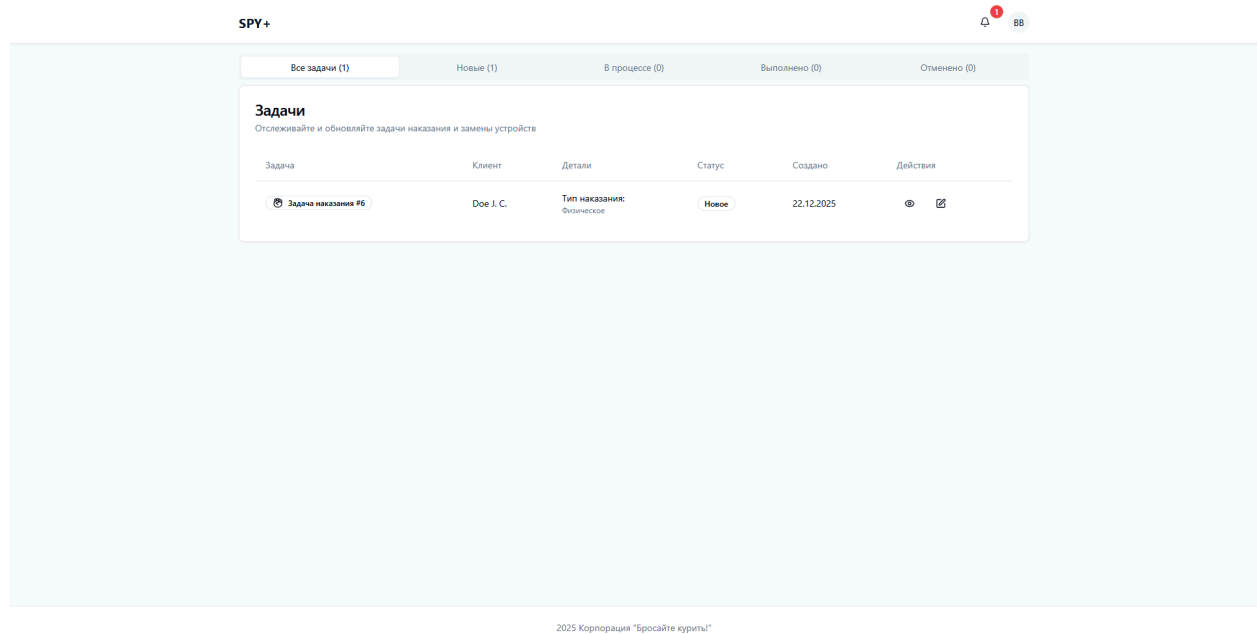 SPY+
1
BB
Все задачи (1) Новые (1) В процессе (0) Выполнено (0) Отменено (0)
Задачи
Отслеживайте и обновляйте задачи наказания и замены устройств
Задача Клиент Детали Статус Создано Действия
Задача наказания #6 Doe J. C. Тип наказания: Новое 22.12.2025
Физическое
2025 Корпорация "Бросайте курить!"